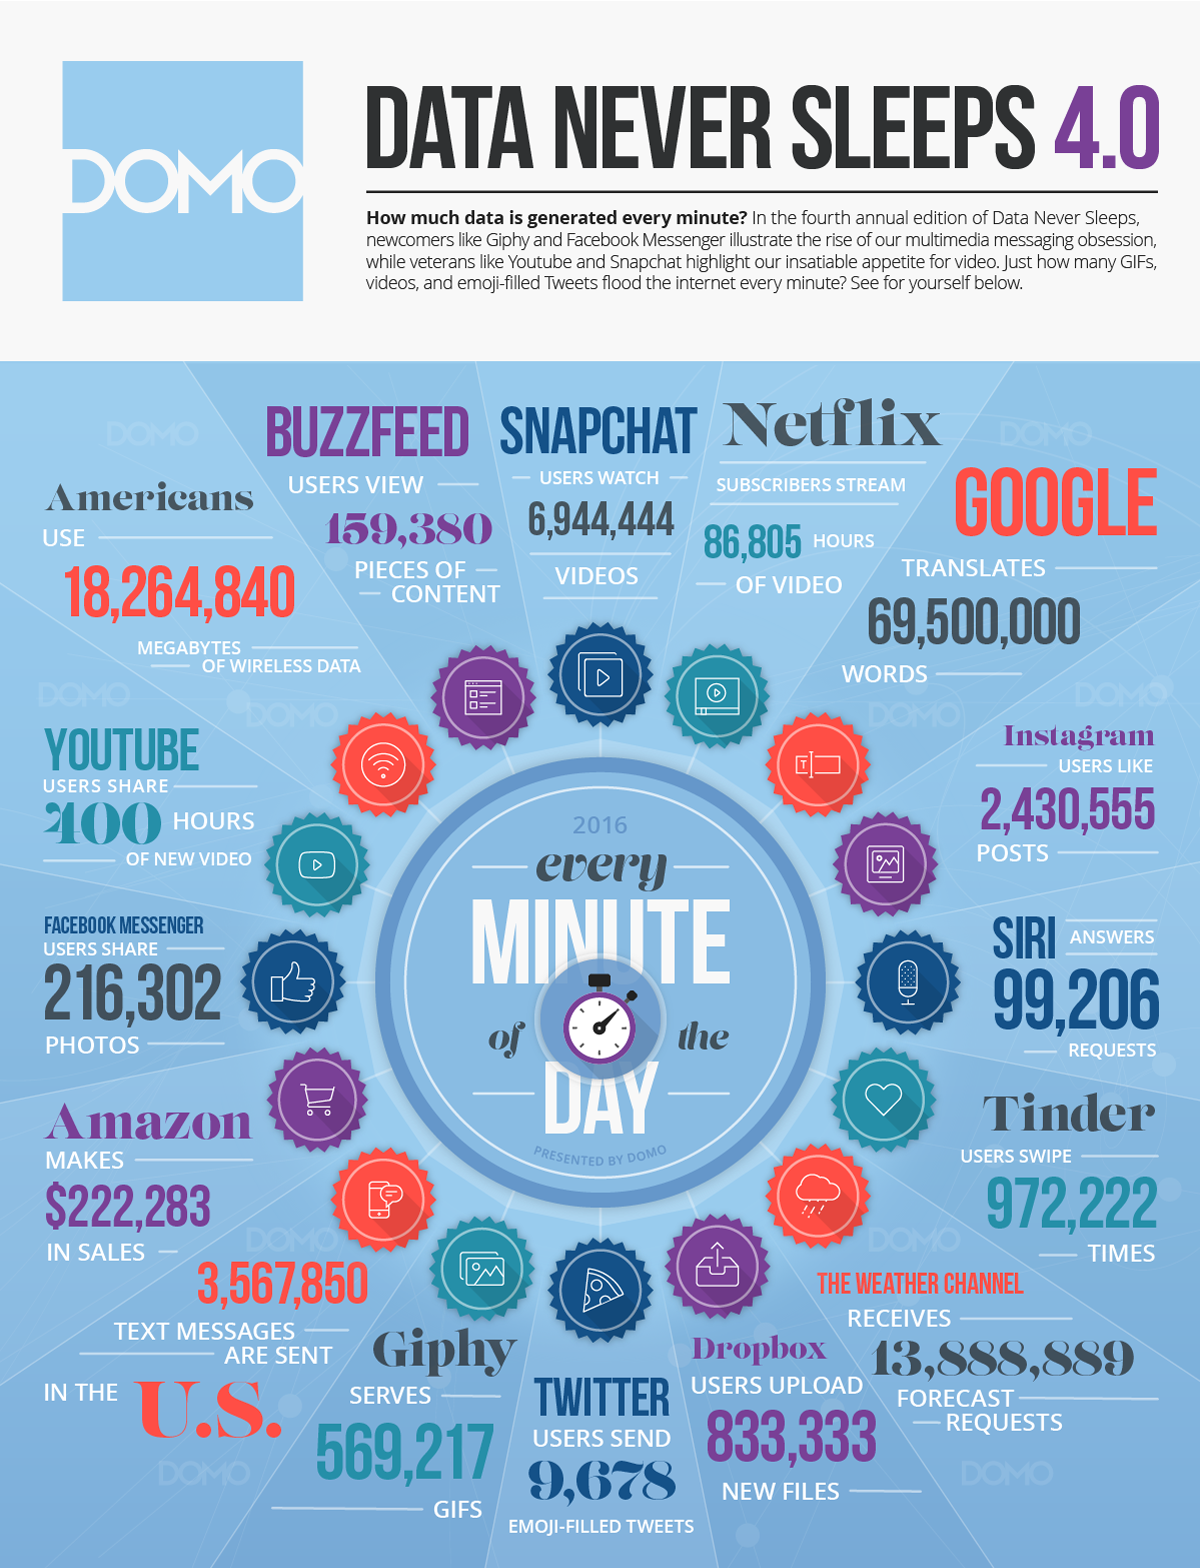 DOMO
DATA NEVER SLEEPS 4.0
How much data is generated every minute? In the fourth annual edition of Data Never Sleeps,
newcomers like Giphy and Facebook Messenger illustrate the rise of our multimedia messaging obsession,
while veterans like Youtube and Snapchat highlight our insatiable appetite for video. Just how many GIFs,
videos, and emoji-filled Tweets flood the internet every minute? See for yourself below.
DOMO
DOMO
BUZZFEED
USERS VIEW
159,380
PIECES OF
CONTENT
SNAPCHAT
USERS WATCH
6,944,444
VIDEOS
Netflix
SUBSCRIBERS STREAM
86,805 HOURS
OF VIDEO
Americans
USE
18,264,840
MEGABYTES
OF WIRELESS DATA
GOOGLE
TRANSLATES
69,500,000
WORDS
DOMO
DOMO
DOMO
DOMO
YOUTUBE
USERS SHARE
400 HOURS
OF NEW VIDEO
Instagram
USERS LIKE
2,430,555
POSTS
2016
every
MINUTE
of the
DAY
PRESENTED BY DOMO
FACEBOOK MESSENGER
USERS SHARE
216,302
PHOTOS
SIRI ANSWERS
99,206
REQUESTS
Amazon
MAKES
$222,283
IN SALES
Tinder
USERS SWIPE
972,222
TIMES
DOMO
DOMO
3,567,850
TEXT MESSAGES
ARE SENT
IN THE U.S.
Giphy
SERVES
569,217
GIFS
TWITTER
USERS SEND
9,678
EMOJI-FILLED TWEETS
Dropbox
USERS UPLOAD
833,333
NEW FILES
THE WEATHER CHANNEL
RECEIVES
13,888,889
FORECAST
REQUESTS
DOMO
DOMO